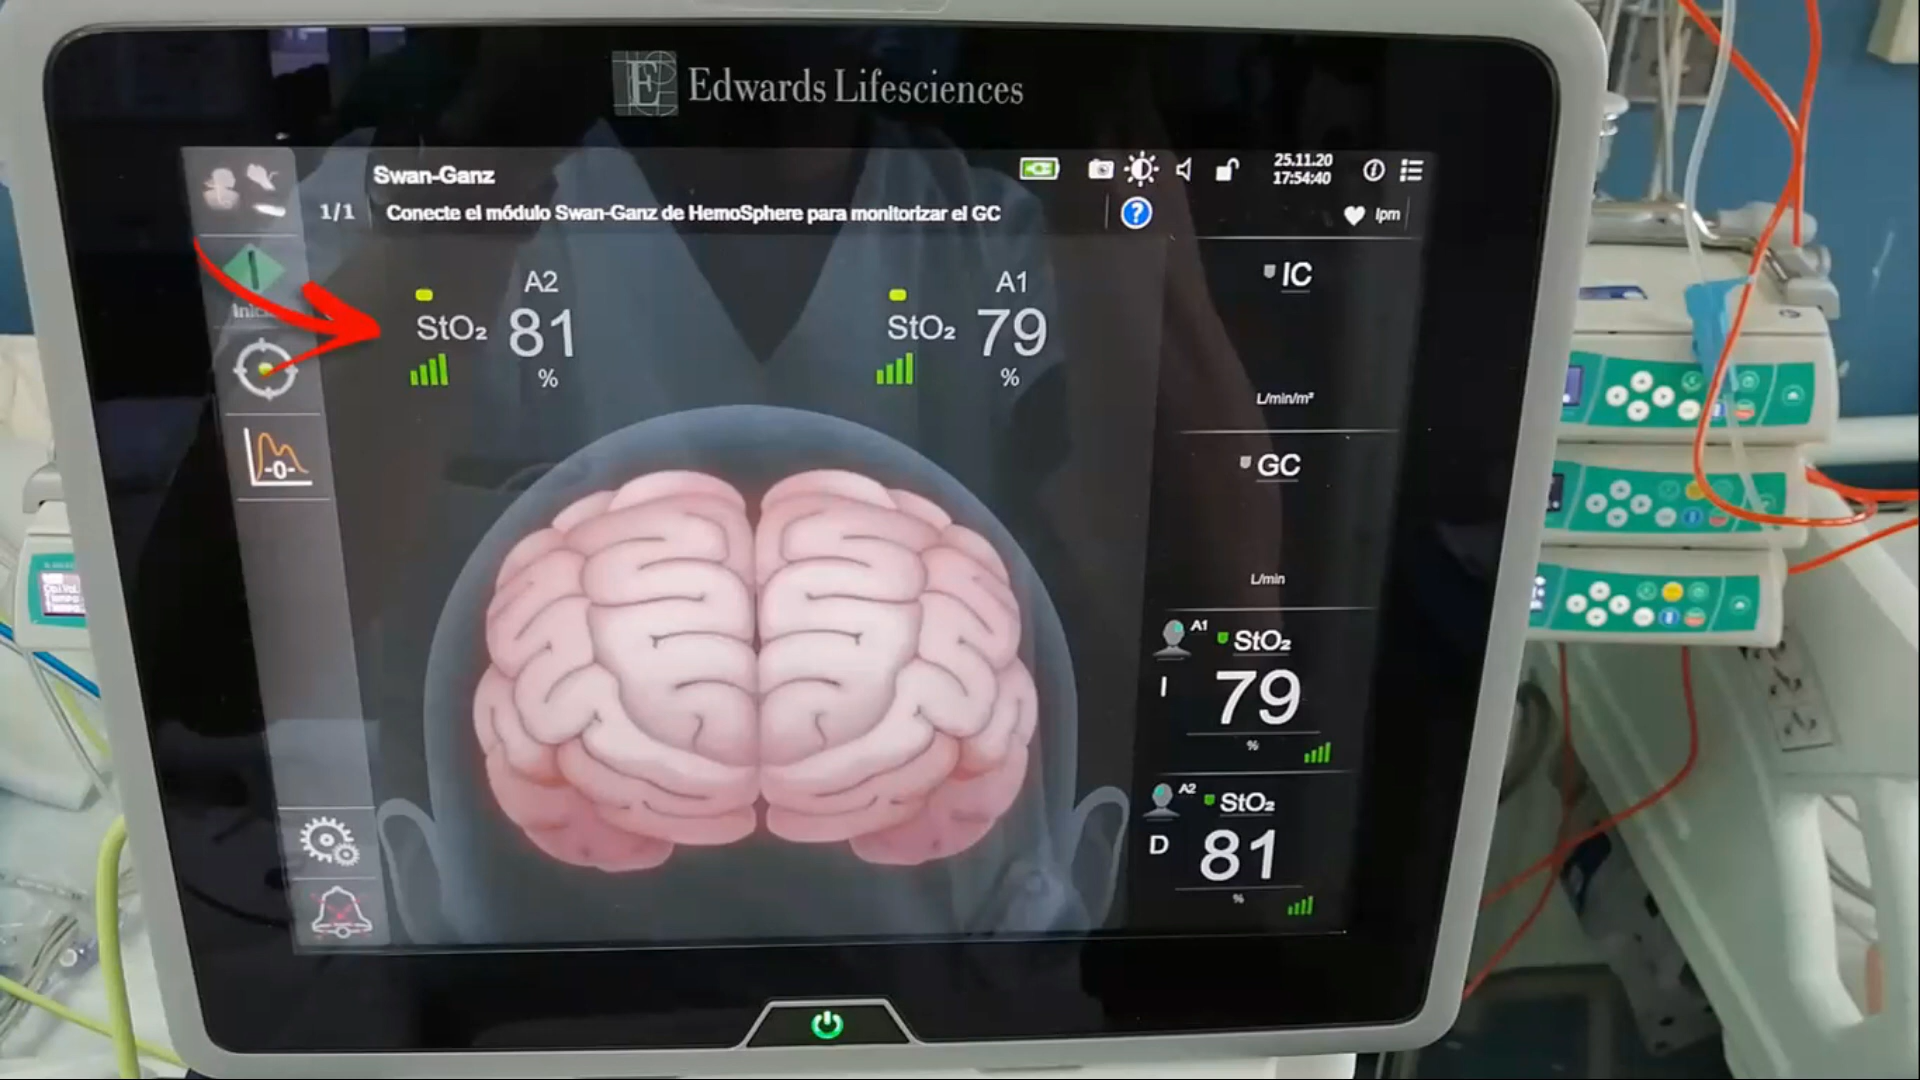 Edwards Lifesciences
Swan-Ganz
25.11.20
17:54:40
1/1
Conecte el módulo Swan-Ganz de HemoSphere para monitorizar el GC
?
lpm
A2
StO₂ 81
%
A1
StO₂ 79
%
IC
L/min/m²
GC
L/min
-0-
A1
StO₂
I
79
%
A2
StO₂
D
81
%